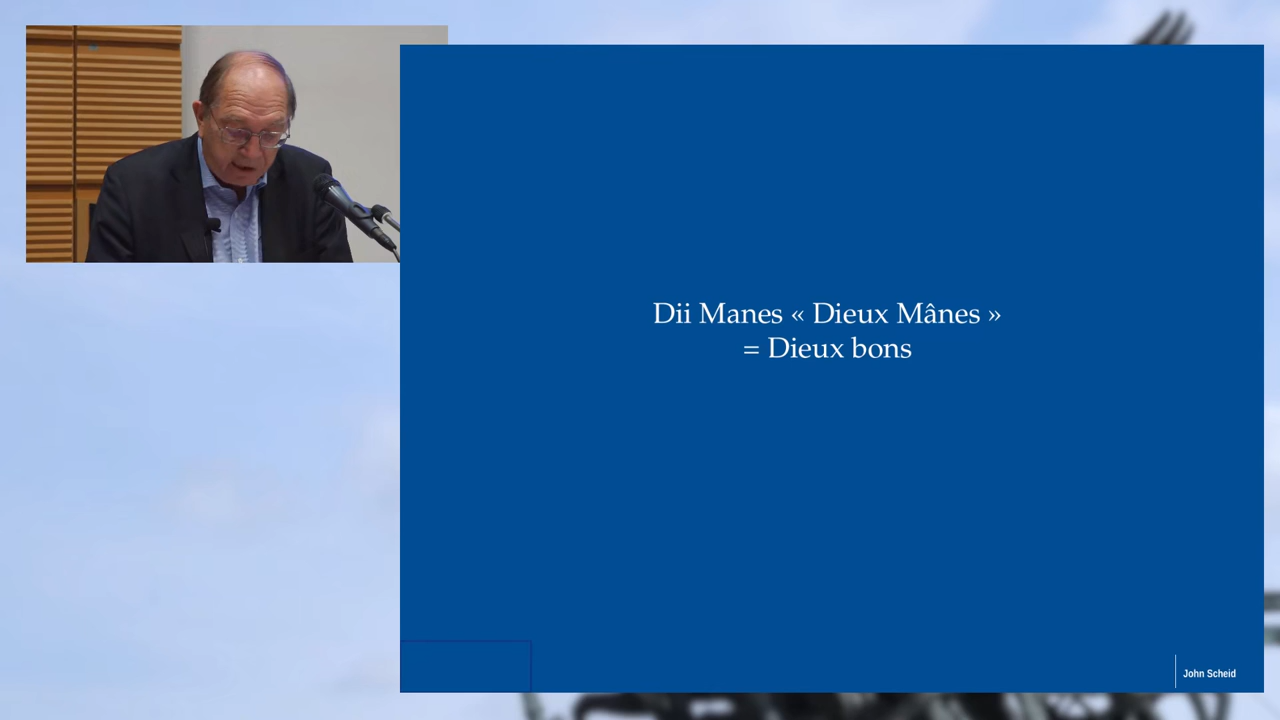 Dii Manes « Dieux Mânes »
= Dieux bons
John Scheid